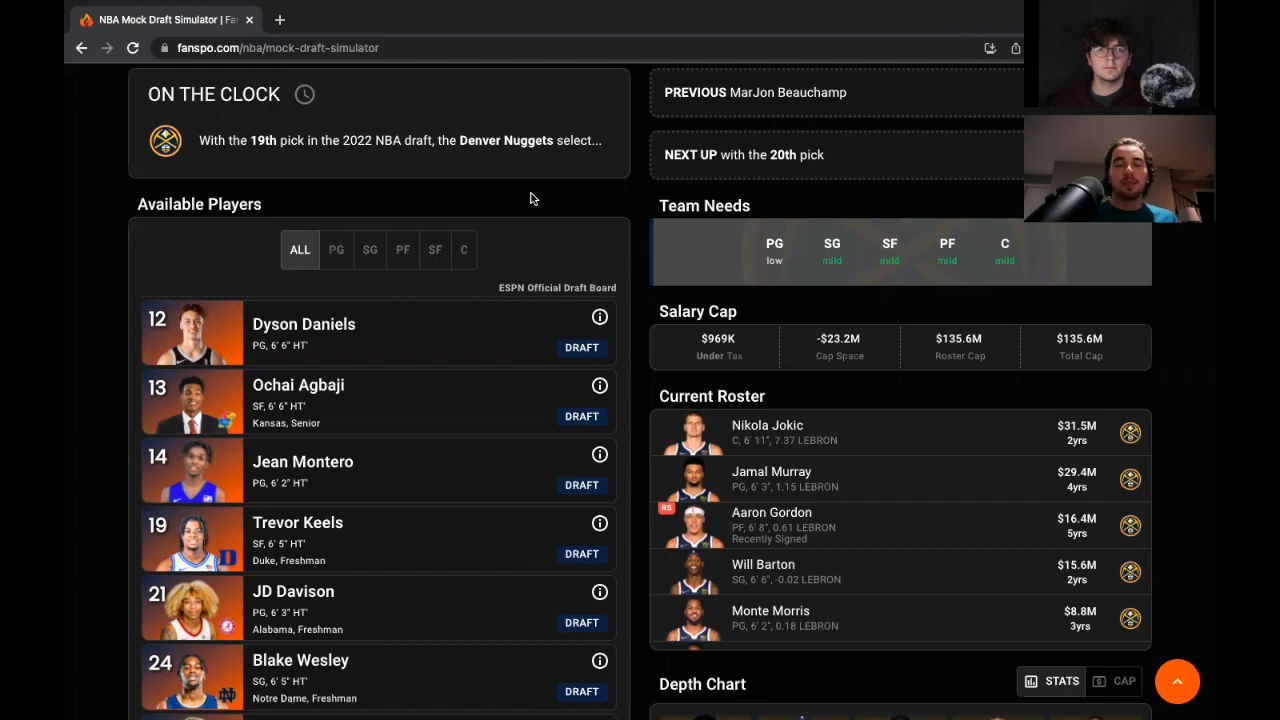 NBA Mock Draft Simulator | Fa
fanspo.com/nba/mock-draft-simulator
ON THE CLOCK
With the 19th pick in the 2022 NBA draft, the Denver Nuggets select...
PREVIOUS MarJon Beauchamp
NEXT UP with the 20th pick
Available Players
ALL PG SG PF SF C
ESPN Official Draft Board
12 Dyson Daniels
PG, 6' 6" HT'
DRAFT
13 Ochai Agbaji
SF, 6' 6" HT'
Kansas, Senior
DRAFT
14 Jean Montero
PG, 6' 2" HT'
DRAFT
19 Trevor Keels
SF, 6' 5" HT'
Duke, Freshman
DRAFT
21 JD Davison
PG, 6' 3" HT'
Alabama, Freshman
DRAFT
24 Blake Wesley
SG, 6' 5" HT'
Notre Dame, Freshman
DRAFT
Team Needs
PG SG SF PF C
low mild mild mild mild
Salary Cap
$969K -$23.2M $135.6M $135.6M
Under Tax Cap Space Roster Cap Total Cap
Current Roster
Nikola Jokic $31.5M
C, 6' 11", 7.37 LEBRON 2yrs
Jamal Murray $29.4M
PG, 6' 3", 1.15 LEBRON 4yrs
RS
Aaron Gordon $16.4M
PF, 6' 8", 0.61 LEBRON 5yrs
Recently Signed
Will Barton $15.6M
SG, 6' 6", -0.02 LEBRON 2yrs
Monte Morris $8.8M
PG, 6' 2", 0.18 LEBRON 3yrs
Depth Chart STATS CAP